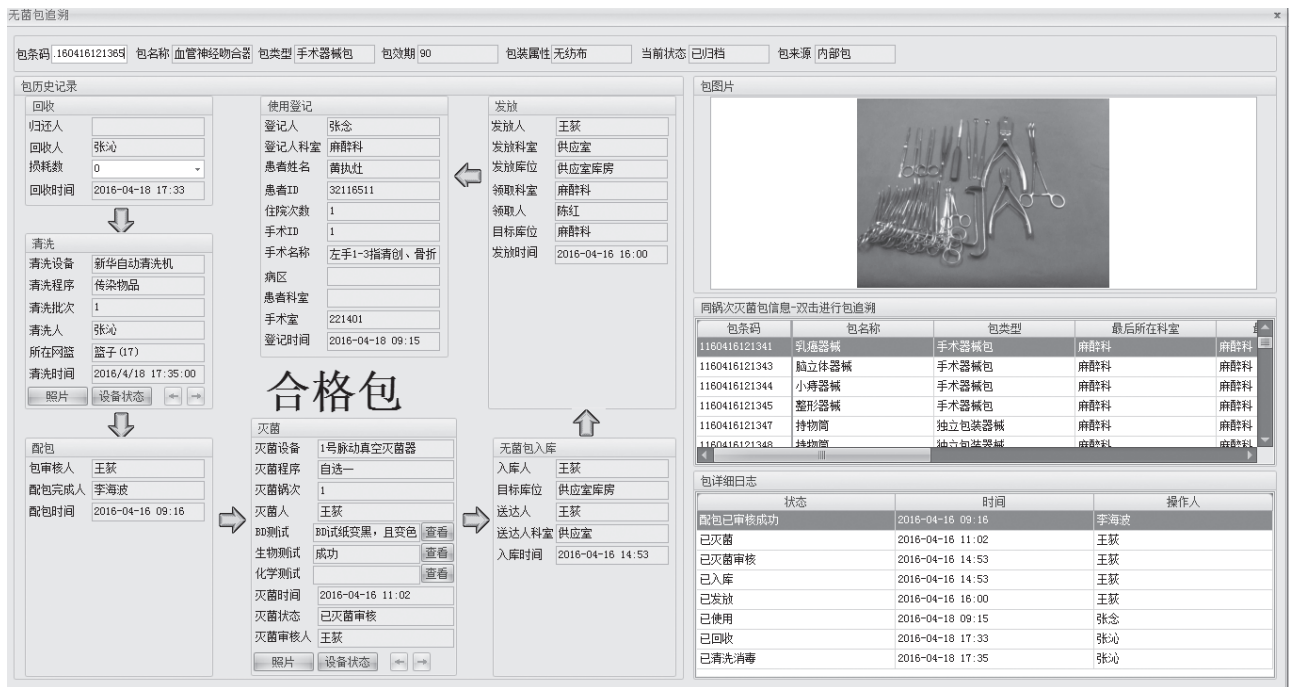 无菌包追溯
包条码 .160416121365 包名称 血管神经吻合器 包类型 手术器械包 包效期 90 包装属性 无纺布 当前状态 已归档 包来源 内部包
包历史记录
回收
归还人
回收人 张沁
损耗数 0
回收时间 2016-04-18 17:33
清洗
清洗设备 新华自动清洗机
清洗程序 传染物品
清洗批次 1
清洗人 张沁
所在网篮 篮子(17)
清洗时间 2016/4/18 17:35:00
照片 设备状态
配包
包审核人 王荻
配包完成人 李海波
配包时间 2016-04-16 09:16
使用登记
登记人 张念
登记人科室 麻醉科
患者姓名 黄执灶
患者ID 32116511
住院次数 1
手术ID 1
手术名称 左手1-3指清创、骨折
病区
患者科室
手术室 221401
登记时间 2016-04-18 09:15
合格包
灭菌
灭菌设备 1号脉动真空灭菌器
灭菌程序 自选一
灭菌锅次 1
灭菌人 王荻
BD测试 BD试纸变黑，且变色 查看
生物测试 成功 查看
化学测试 查看
灭菌时间 2016-04-16 11:02
灭菌状态 已灭菌审核
灭菌审核人 王荻
照片 设备状态
发放
发放人 王荻
发放科室 供应室
发放库位 供应室库房
领取科室 麻醉科
领取人 陈红
目标库位 麻醉科
发放时间 2016-04-16 16:00
无菌包入库
入库人 王荻
目标库位 供应室库房
送达人 王荻
送达人科室 供应室
入库时间 2016-04-16 14:53
包图片
同锅次灭菌包信息-双击进行包追溯
包条码 包名称 包类型 最后所在科室
1160416121341 乳癌器械 手术器械包 麻醉科 麻醉科
1160416121343 脑立体器械 手术器械包 麻醉科 麻醉科
1160416121344 小痔器械 手术器械包 麻醉科 麻醉科
1160416121345 整形器械 手术器械包 麻醉科 麻醉科
1160416121347 持物筒 独立包装器械 麻醉科 麻醉科
1160416121348 持物筒 独立包装器械 麻醉科 麻醉科
包详细日志
状态 时间 操作人
配包已审核成功 2016-04-16 09:16 李海波
已灭菌 2016-04-16 11:02 王荻
已灭菌审核 2016-04-16 14:53 王荻
已入库 2016-04-16 14:53 王荻
已发放 2016-04-16 16:00 王荻
已使用 2016-04-18 09:15 张念
已回收 2016-04-18 17:33 张沁
已清洗消毒 2016-04-18 17:35 张沁